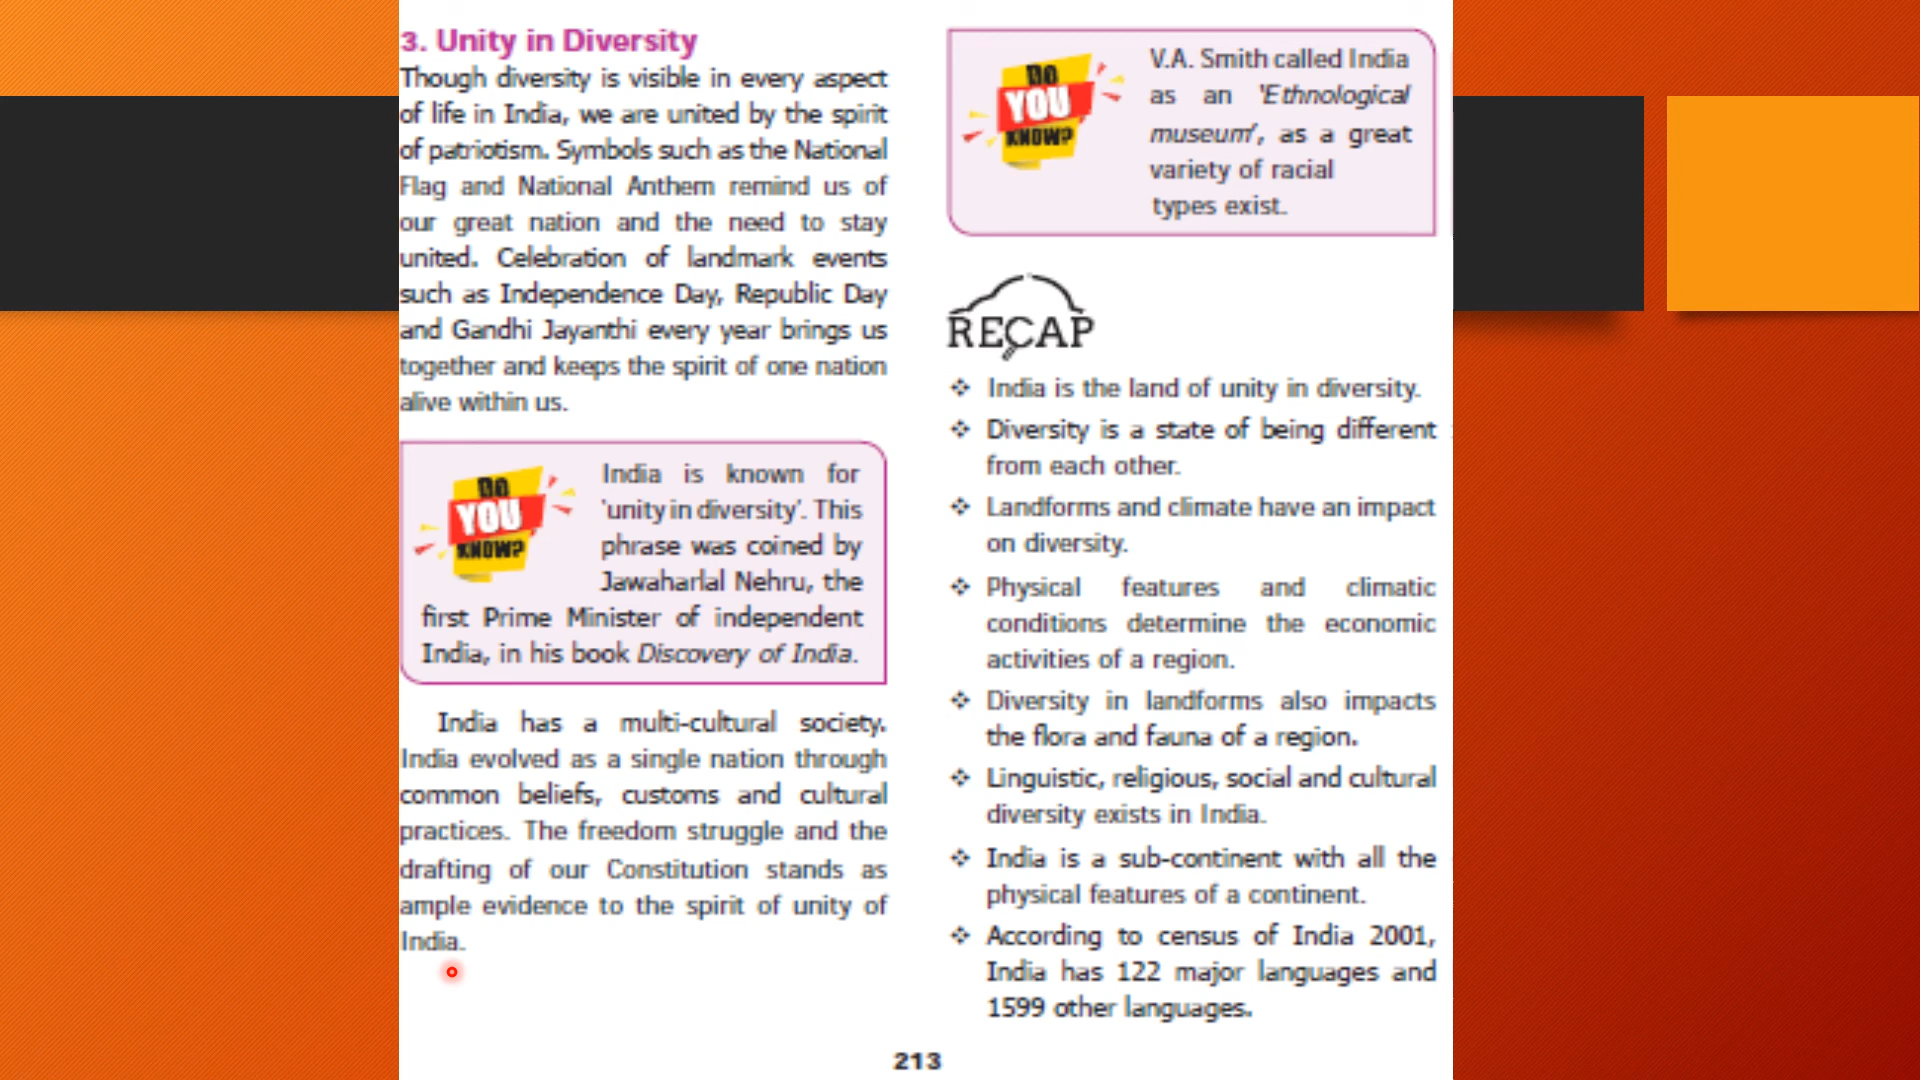 3. Unity in Diversity
Though diversity is visible in every aspect
of life in India, we are united by the spirit
of patriotism. Symbols such as the National
Flag and National Anthem remind us of
our great nation and the need to stay
united. Celebration of landmark events
such as Independence Day, Republic Day
and Gandhi Jayanthi every year brings us
together and keeps the spirit of one nation
alive within us.
DO
YOU
KNOW?
India is known for
'unity in diversity'. This
phrase was coined by
Jawaharlal Nehru, the
first Prime Minister of independent
India, in his book Discovery of India.
India has a multi-cultural society.
India evolved as a single nation through
common beliefs, customs and cultural
practices. The freedom struggle and the
drafting of our Constitution stands as
ample evidence to the spirit of unity of
India.
DO
YOU
KNOW?
V.A. Smith called India
as an 'Ethnological
museum', as a great
variety of racial
types exist.
RECAP
❖ India is the land of unity in diversity.
❖ Diversity is a state of being different
from each other.
❖ Landforms and climate have an impact
on diversity.
❖ Physical features and climatic
conditions determine the economic
activities of a region.
❖ Diversity in landforms also impacts
the flora and fauna of a region.
❖ Linguistic, religious, social and cultural
diversity exists in India.
❖ India is a sub-continent with all the
physical features of a continent.
❖ According to census of India 2001,
India has 122 major languages and
1599 other languages.
213